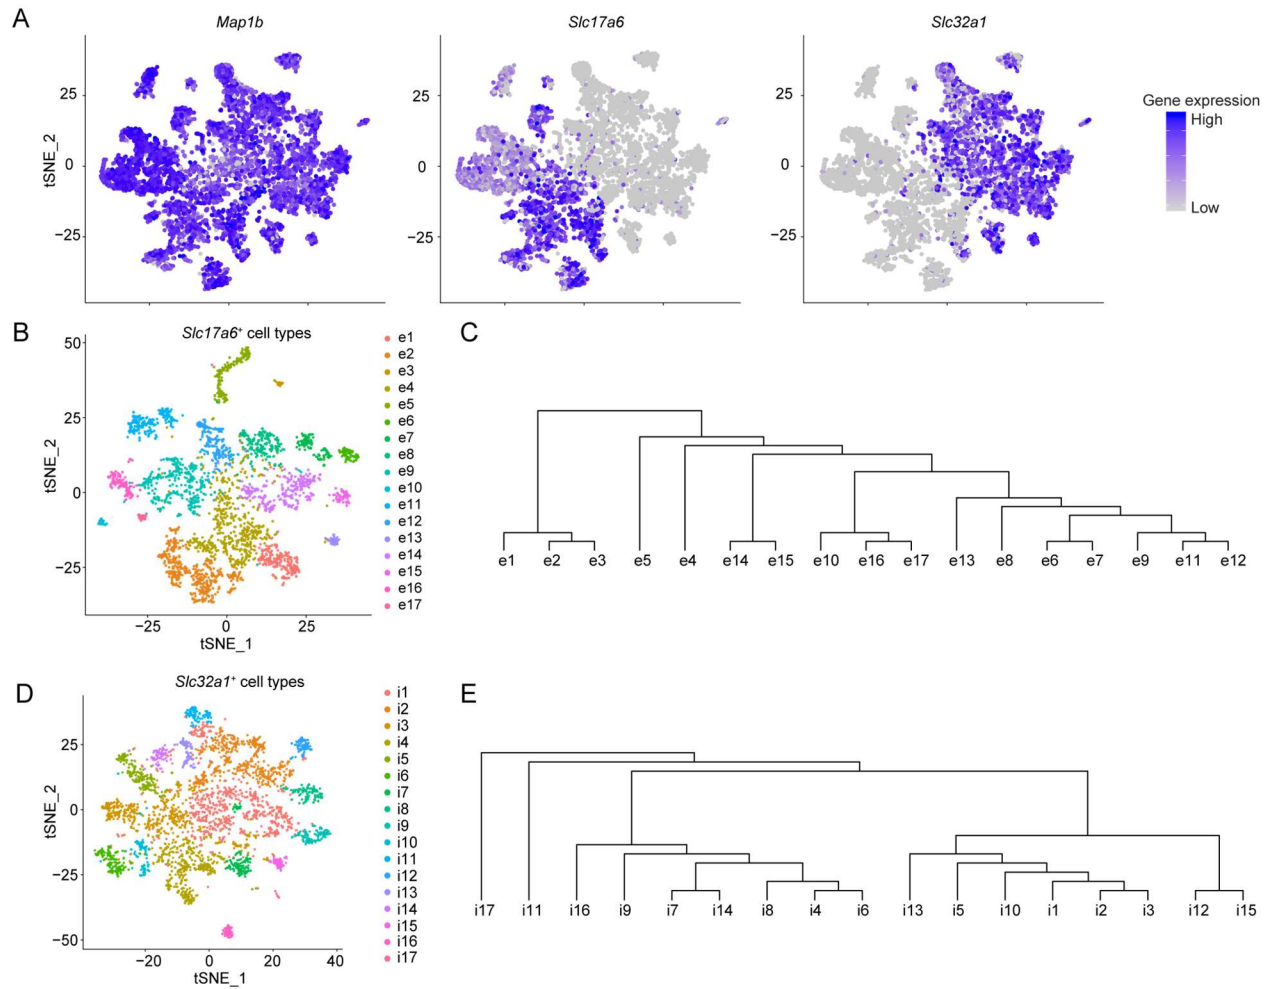 A
Map1b
Slc17a6
Slc32a1
tSNE_2
25
0
−25
25
0
−25
25
0
−25
Gene expression
High
Low
B
Slc17a6⁺ cell types
tSNE_2
50
25
0
−25
−25
0
25
tSNE_1
e1
e2
e3
e4
e5
e6
e7
e8
e9
e10
e11
e12
e13
e14
e15
e16
e17
C
e1 e2 e3 e5 e4 e14 e15 e10 e16 e17 e13 e8 e6 e7 e9 e11 e12
D
Slc32a1⁺ cell types
tSNE_2
25
0
−25
−50
−20
0
20
40
tSNE_1
i1
i2
i3
i4
i5
i6
i7
i8
i9
i10
i11
i12
i13
i14
i15
i16
i17
E
i17 i11 i16 i9 i7 i14 i8 i4 i6 i13 i5 i10 i1 i2 i3 i12 i15